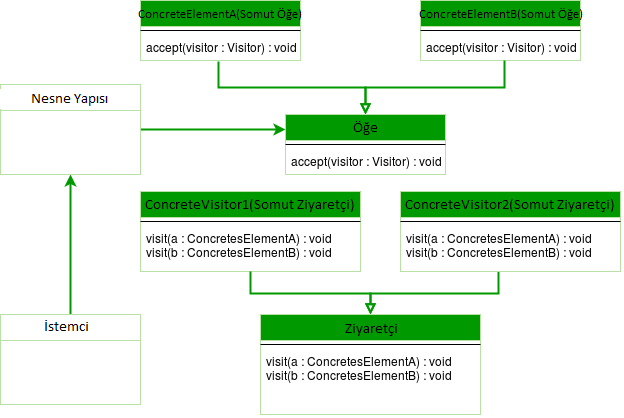 ConcreteElementA(Somut Öğe)
accept(visitor : Visitor) : void
ConcreteElementB(Somut Öğe)
accept(visitor : Visitor) : void
Nesne Yapısı
Öğe
accept(visitor : Visitor) : void
ConcreteVisitor1(Somut Ziyaretçi)
visit(a : ConcretesElementA) : void
visit(b : ConcretesElementB) : void
ConcreteVisitor2(Somut Ziyaretçi)
visit(a : ConcretesElementA) : void
visit(b : ConcretesElementB) : void
İstemci
Ziyaretçi
visit(a : ConcretesElementA) : void
visit(b : ConcretesElementB) : void